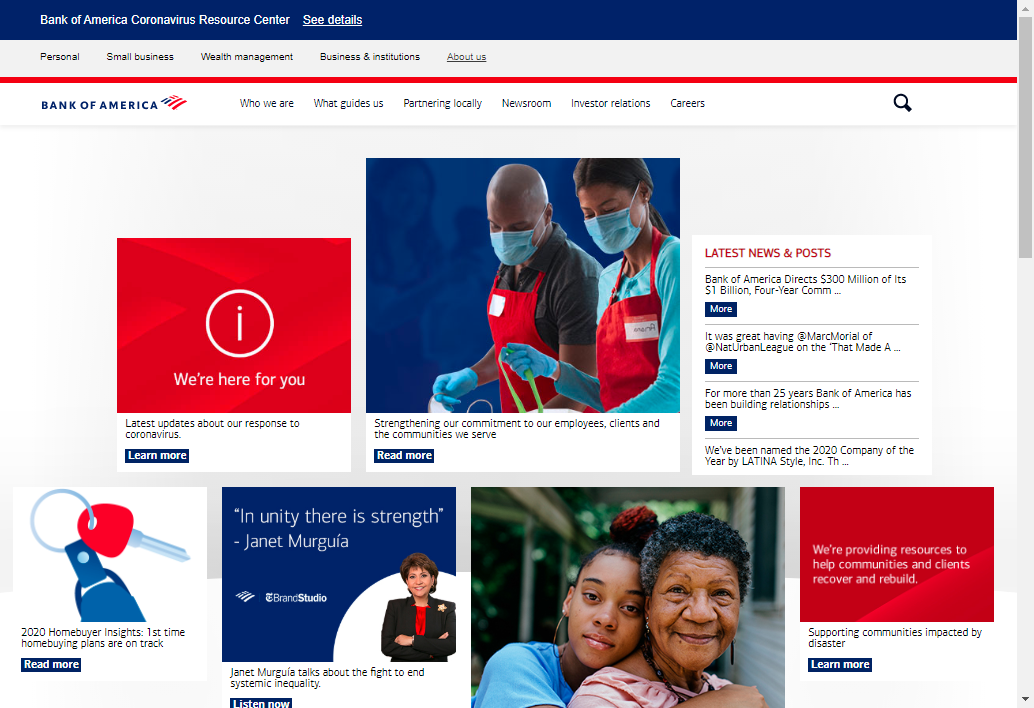 Bank of America Coronavirus Resource Center See details
Personal Small business Wealth management Business & institutions About us
BANK OF AMERICA Who we are What guides us Partnering locally Newsroom Investor relations Careers
We're here for you
Latest updates about our response to
coronavirus.
Learn more
Strengthening our commitment to our employees, clients and
the communities we serve
Read more
LATEST NEWS & POSTS
Bank of America Directs $300 Million of Its
$1 Billion, Four-Year Comm ...
More
It was great having @MarcMorial of
@NatUrbanLeague on the 'That Made A ...
More
For more than 25 years Bank of America has
been building relationships ...
More
We've been named the 2020 Company of the
Year by LATINA Style, Inc. Th ...
2020 Homebuyer Insights: 1st time
homebuying plans are on track
Read more
“In unity there is strength”
- Janet Murguía
BrandStudio
Janet Murguía talks about the fight to end
systemic inequality.
Listen now
We're providing resources to
help communities and clients
recover and rebuild.
Supporting communities impacted by
disaster
Learn more